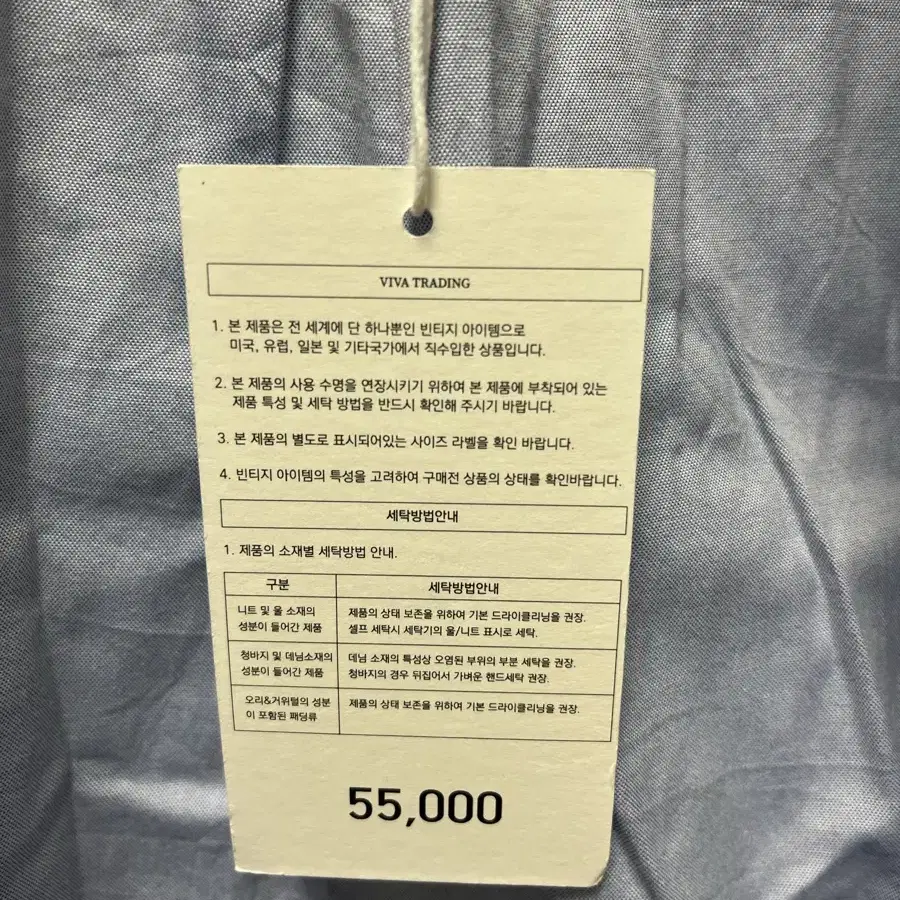 VIVA TRADING
1. 본 제품은 전 세계에 단 하나뿐인 빈티지 아이템으로
미국, 유럽, 일본 및 기타국가에서 직수입한 상품입니다.
2. 본 제품의 사용 수명을 연장시키기 위하여 본 제품에 부착되어 있는
제품 특성 및 세탁 방법을 반드시 확인해 주시기 바랍니다.
3. 본 제품의 별도로 표시되어있는 사이즈 라벨을 확인 바랍니다.
4. 빈티지 아이템의 특성을 고려하여 구매전 상품의 상태를 확인바랍니다.
세탁방법안내
1. 제품의 소재별 세탁방법 안내.
구분 세탁방법안내
니트 및 울 소재의 제품의 상태 보존을 위하여 기본 드라이클리닝을 권장.
성분이 들어간 제품 셀프 세탁시 세탁기의 울/니트 표시로 세탁.
청바지 및 데님소재의 데님 소재의 특성상 오염된 부위의 부분 세탁을 권장.
성분이 들어간 제품 청바지의 경우 뒤집어서 가벼운 핸드세탁 권장.
오리&거위털의 성분 제품의 상태 보존을 위하여 기본 드라이클리닝을 권장.
이 포함된 패딩류
55,000